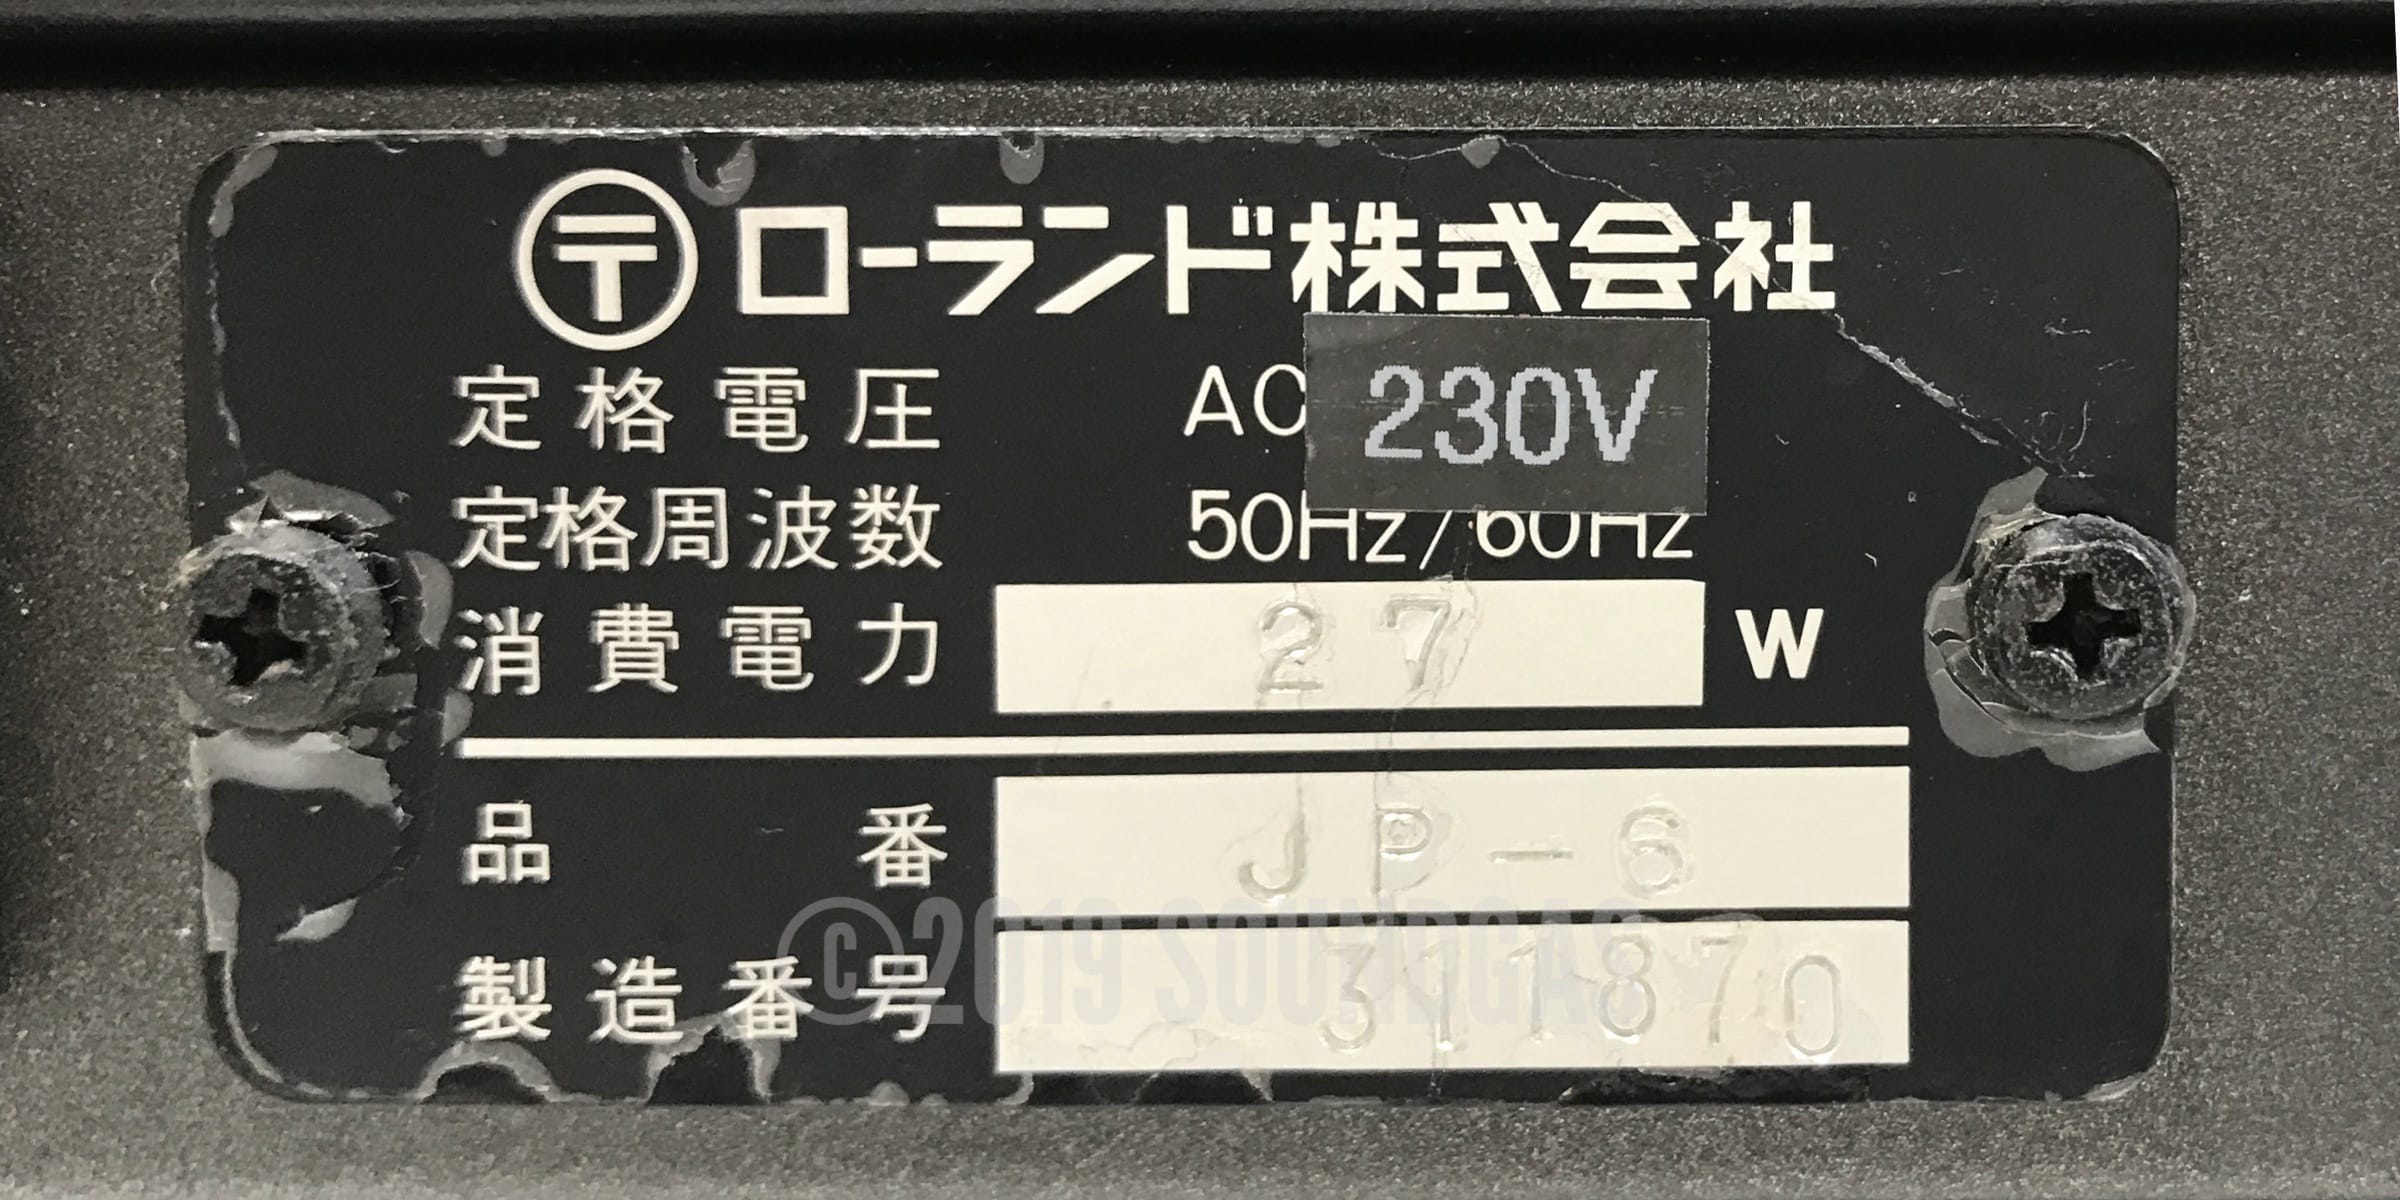 〒ローランド株式会社
定格電圧 AC 230V
定格周波数 50Hz/60Hz
消費電力 27 W
品番 JP-6
製造番号 311870
©2019 SOUNDGAS